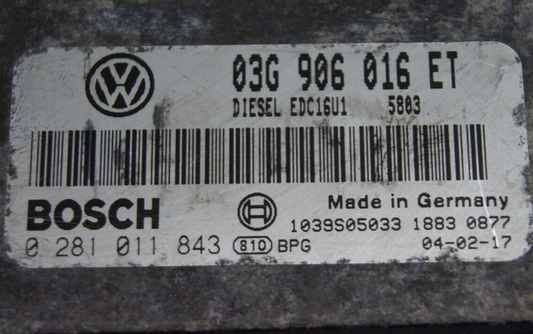 03G 906 016 ET
DIESEL EDC16U1 5803
BOSCH
Made in Germany
1039S05033 1883 0877
0 281 011 843 810 BPG 04-02-17